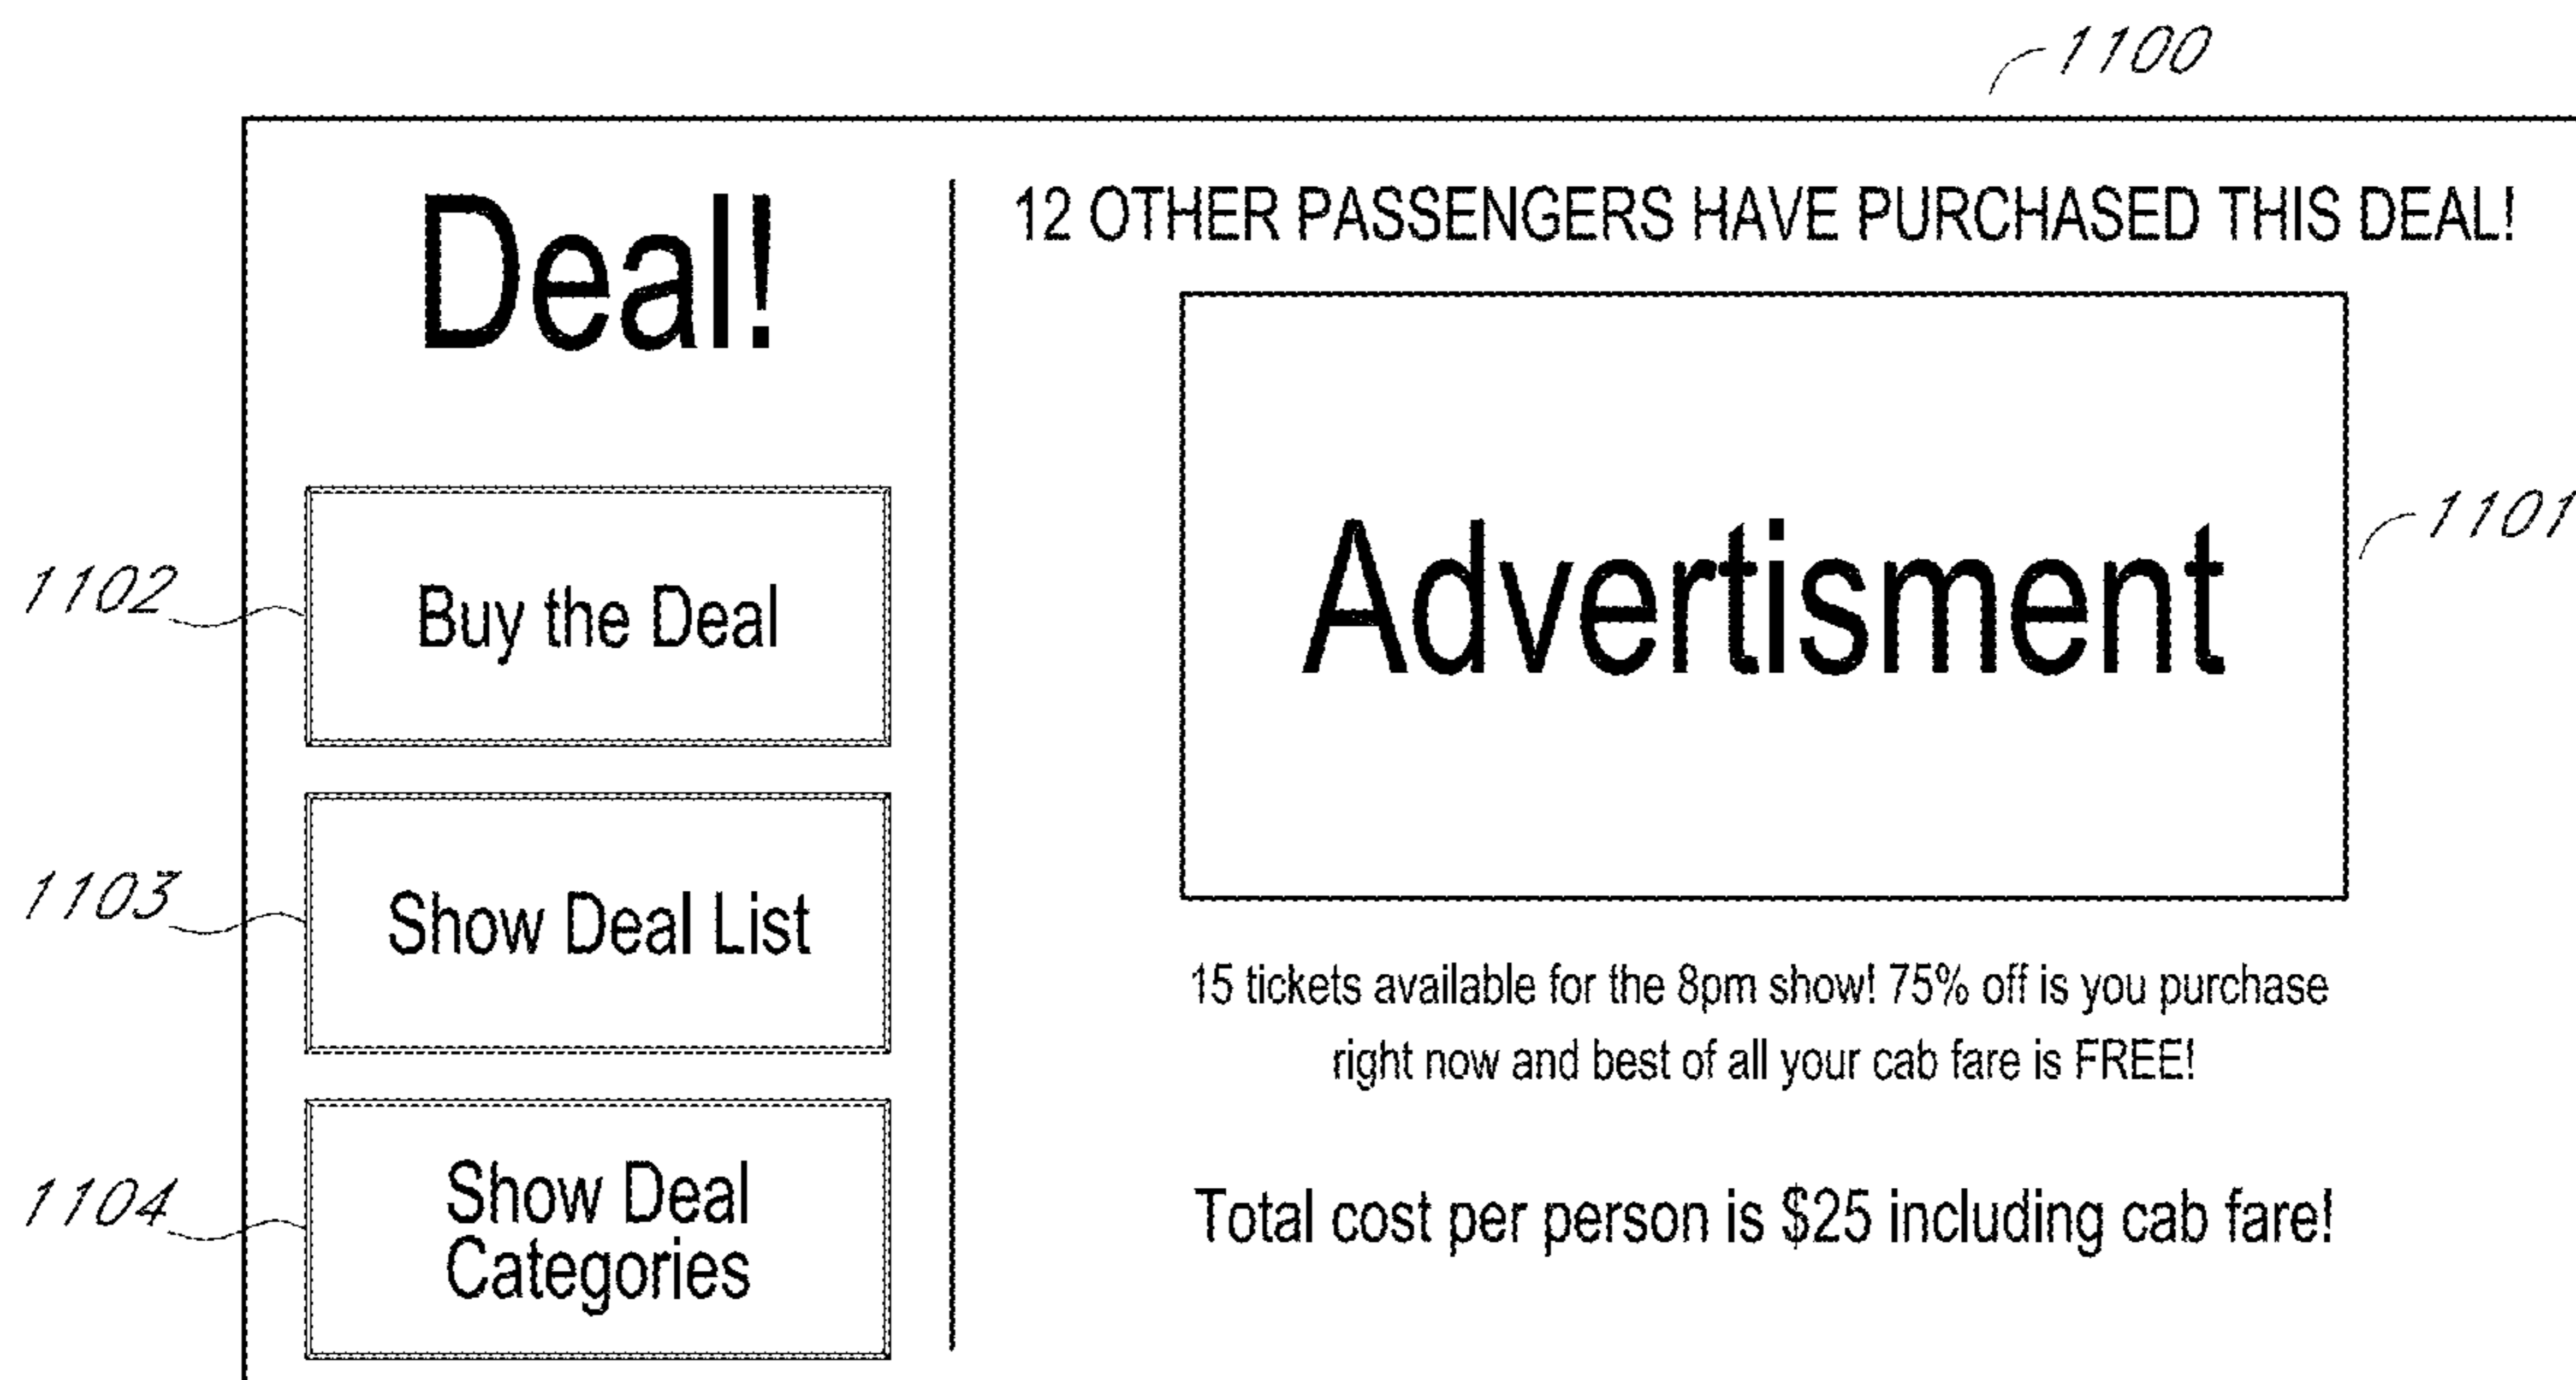 1100
Deal!
12 OTHER PASSENGERS HAVE PURCHASED THIS DEAL!
1102
Buy the Deal
Advertisment
1101
1103
Show Deal List
15 tickets available for the 8pm show! 75% off is you purchase
right now and best of all your cab fare is FREE!
1104
Show Deal
Categories
Total cost per person is $25 including cab fare!